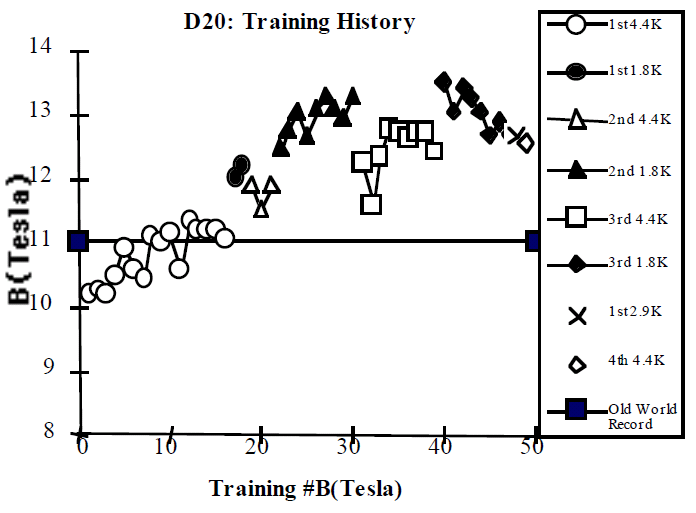 D20: Training History
14
13
12
11
10
9
8
0
10
20
30
40
50
B(Tesla)
Training #B(Tesla)
1st4.4K
1st1.8K
2nd 4.4K
2nd 1.8K
3rd 4.4K
3rd 1.8K
1st2.9K
4th 4.4K
Old World
Record